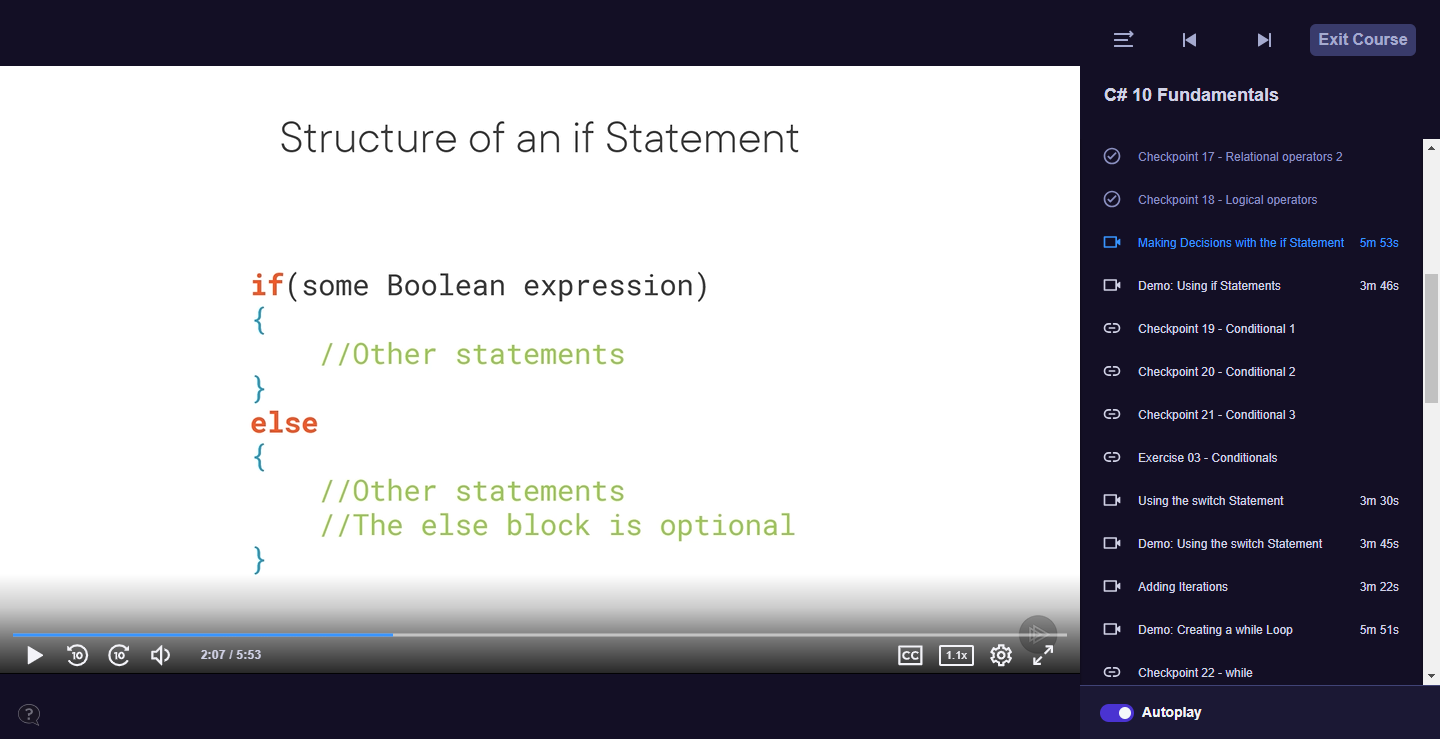 Exit Course
C# 10 Fundamentals
Structure of an if Statement
if(some Boolean expression)
{
//Other statements
}
else
{
//Other statements
//The else block is optional
}
10
10
2:07 / 5:53
CC
1.1x
?
Checkpoint 17 - Relational operators 2
Checkpoint 18 - Logical operators
Making Decisions with the if Statement 5m 53s
Demo: Using if Statements 3m 46s
Checkpoint 19 - Conditional 1
Checkpoint 20 - Conditional 2
Checkpoint 21 - Conditional 3
Exercise 03 - Conditionals
Using the switch Statement 3m 30s
Demo: Using the switch Statement 3m 45s
Adding Iterations 3m 22s
Demo: Creating a while Loop 5m 51s
Checkpoint 22 - while
Autoplay